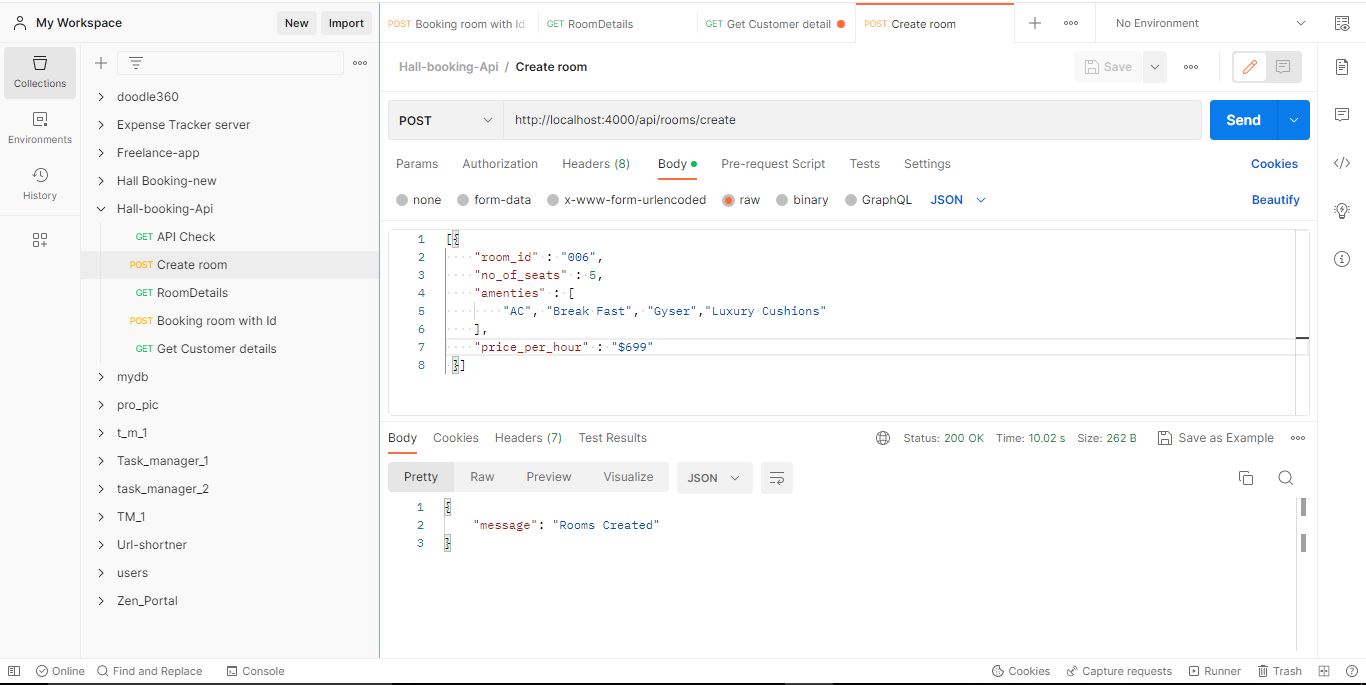 My Workspace
New
Import
POST Booking room with Id
GET RoomDetails
GET Get Customer detail
POST Create room
No Environment
Collections
Environments
History
doodle360
Expense Tracker server
Freelance-app
Hall Booking-new
Hall-booking-Api
GET API Check
POST Create room
GET RoomDetails
POST Booking room with Id
GET Get Customer details
mydb
pro_pic
t_m_1
Task_manager_1
task_manager_2
TM_1
Url-shortner
users
Zen_Portal
Hall-booking-Api / Create room
Save
POST
http://localhost:4000/api/rooms/create
Send
Params Authorization Headers (8) Body Pre-request Script Tests Settings
Cookies
none form-data x-www-form-urlencoded raw binary GraphQL JSON
Beautify
1 [{
2 "room_id" : "006",
3 "no_of_seats" : 5,
4 "amenties" : [
5 "AC", "Break Fast", "Gyser","Luxury Cushions"
6 ],
7 "price_per_hour" : "$699"
8 }]
Body Cookies Headers (7) Test Results
Status: 200 OK Time: 10.02 s Size: 262 B
Save as Example
Pretty Raw Preview Visualize JSON
1 {
2 "message": "Rooms Created"
3 }
Online Find and Replace Console
Cookies Capture requests Runner Trash